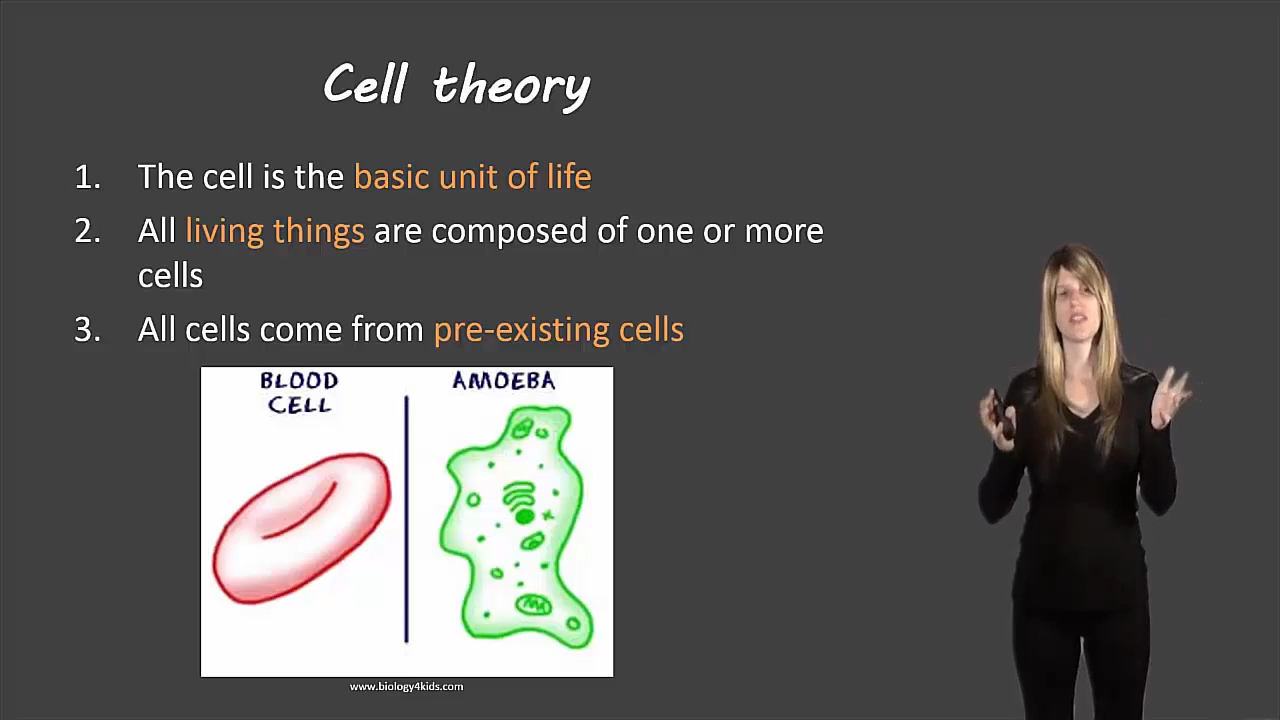 Cell theory
1. The cell is the basic unit of life
2. All living things are composed of one or more
cells
3. All cells come from pre-existing cells
BLOOD
CELL
AMOEBA
www.biology4kids.com